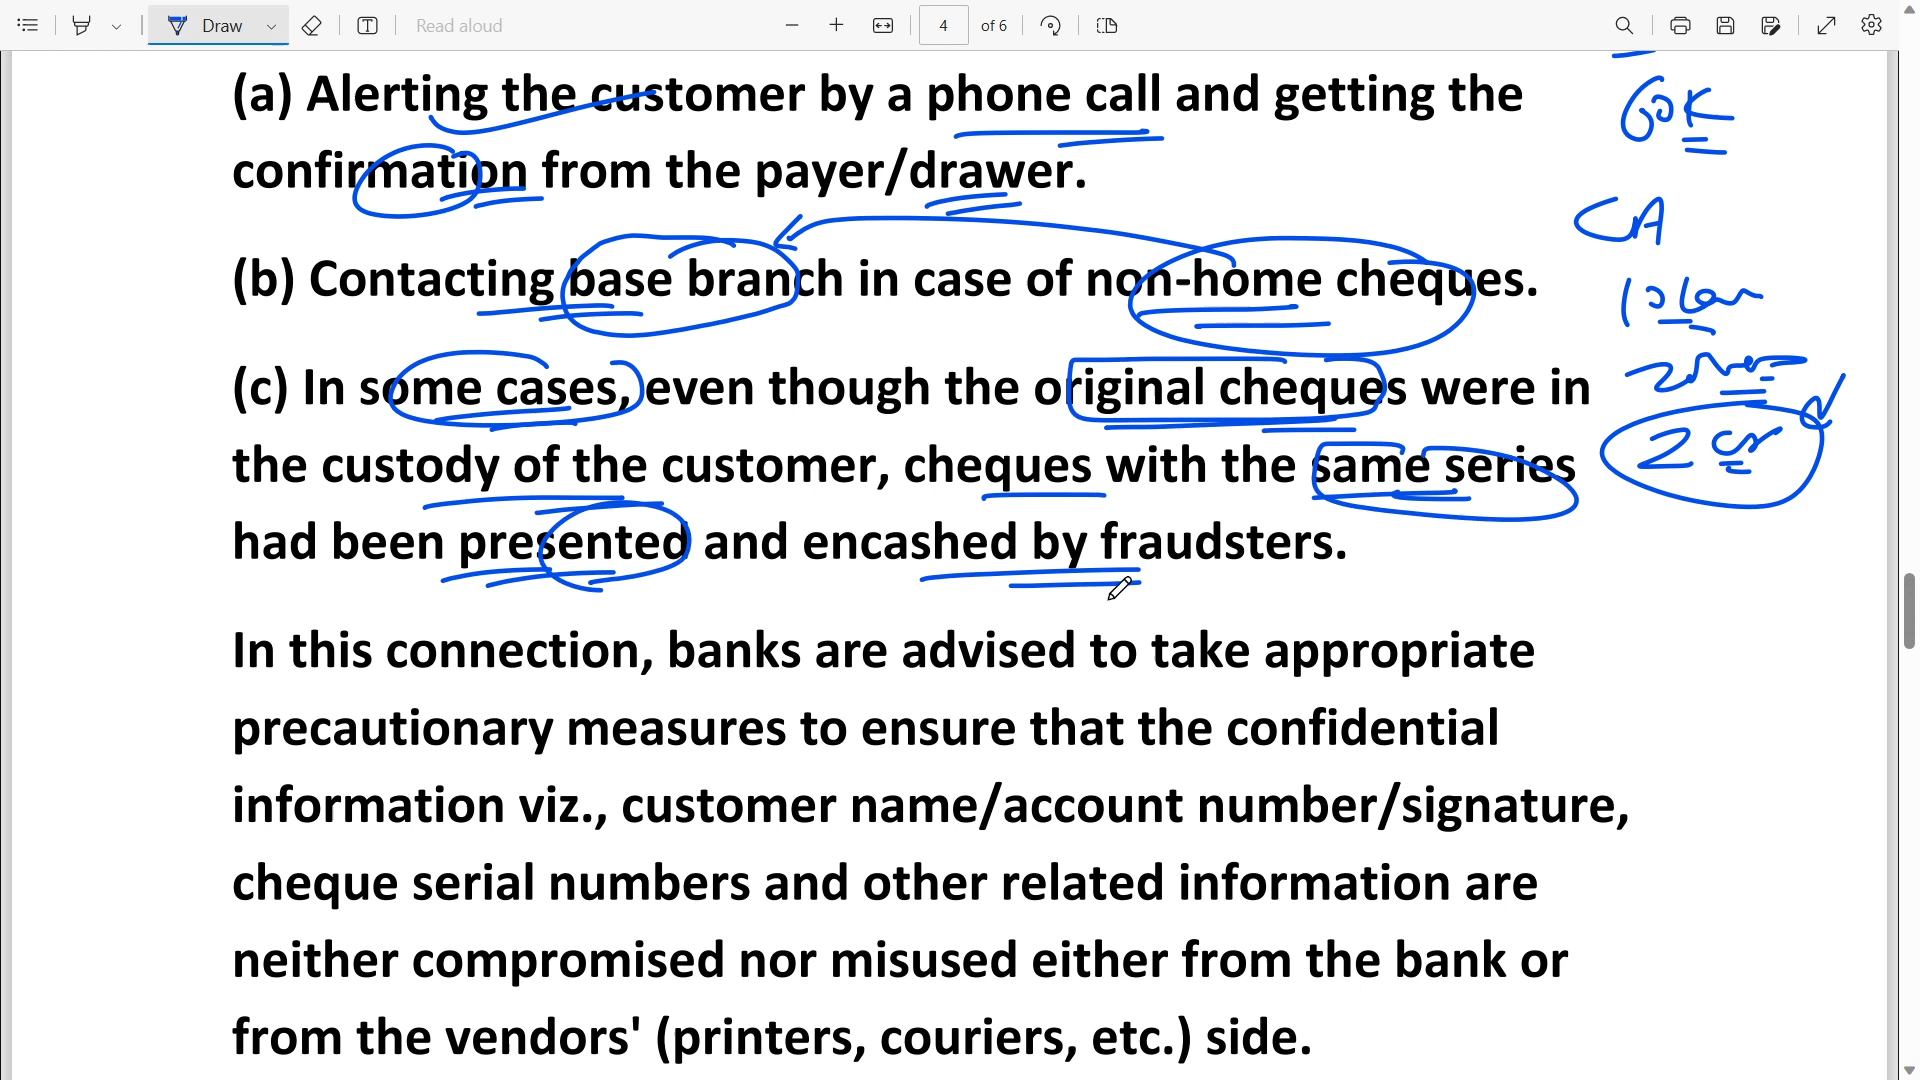 Draw
Read aloud
4 of 6
(a) Alerting the customer by a phone call and getting the
60K
confirmation from the payer/drawer.
CA
(b) Contacting base branch in case of non-home cheques.
(c) In some cases, even though the original cheques were in
2 cr
the custody of the customer, cheques with the same series
had been presented and encashed by fraudsters.
In this connection, banks are advised to take appropriate
precautionary measures to ensure that the confidential
information viz., customer name/account number/signature,
cheque serial numbers and other related information are
neither compromised nor misused either from the bank or
from the vendors' (printers, couriers, etc.) side.